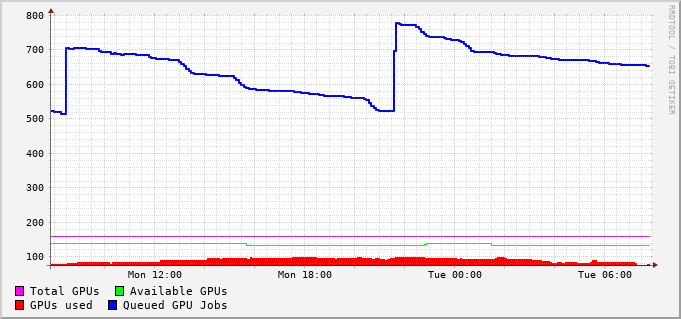 800
700
600
500
400
300
200
100
Mon 12:00 Mon 18:00 Tue 00:00 Tue 06:00
Total GPUs Available GPUs
GPUs used Queued GPU Jobs
RRDTOOL / TOBI OETIKER